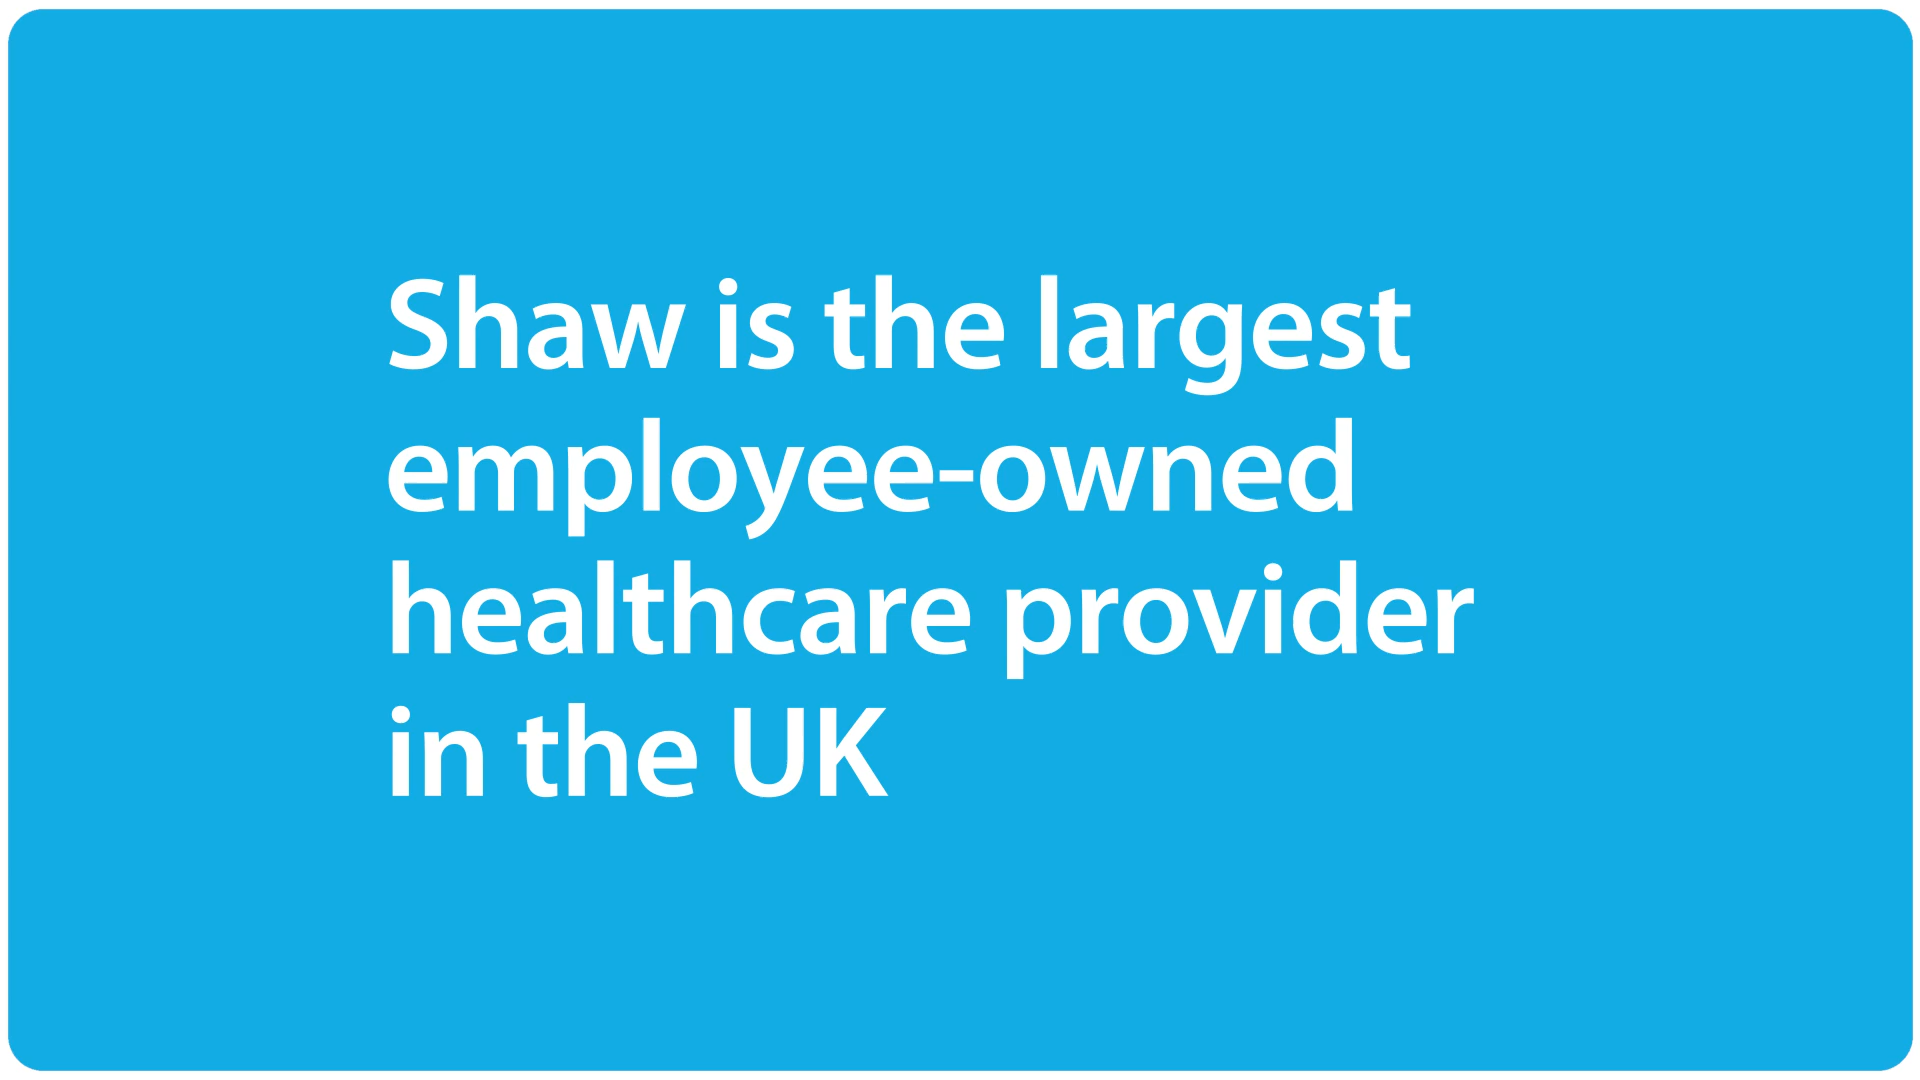 Shaw is the largest
employee-owned
healthcare provider
in the UK